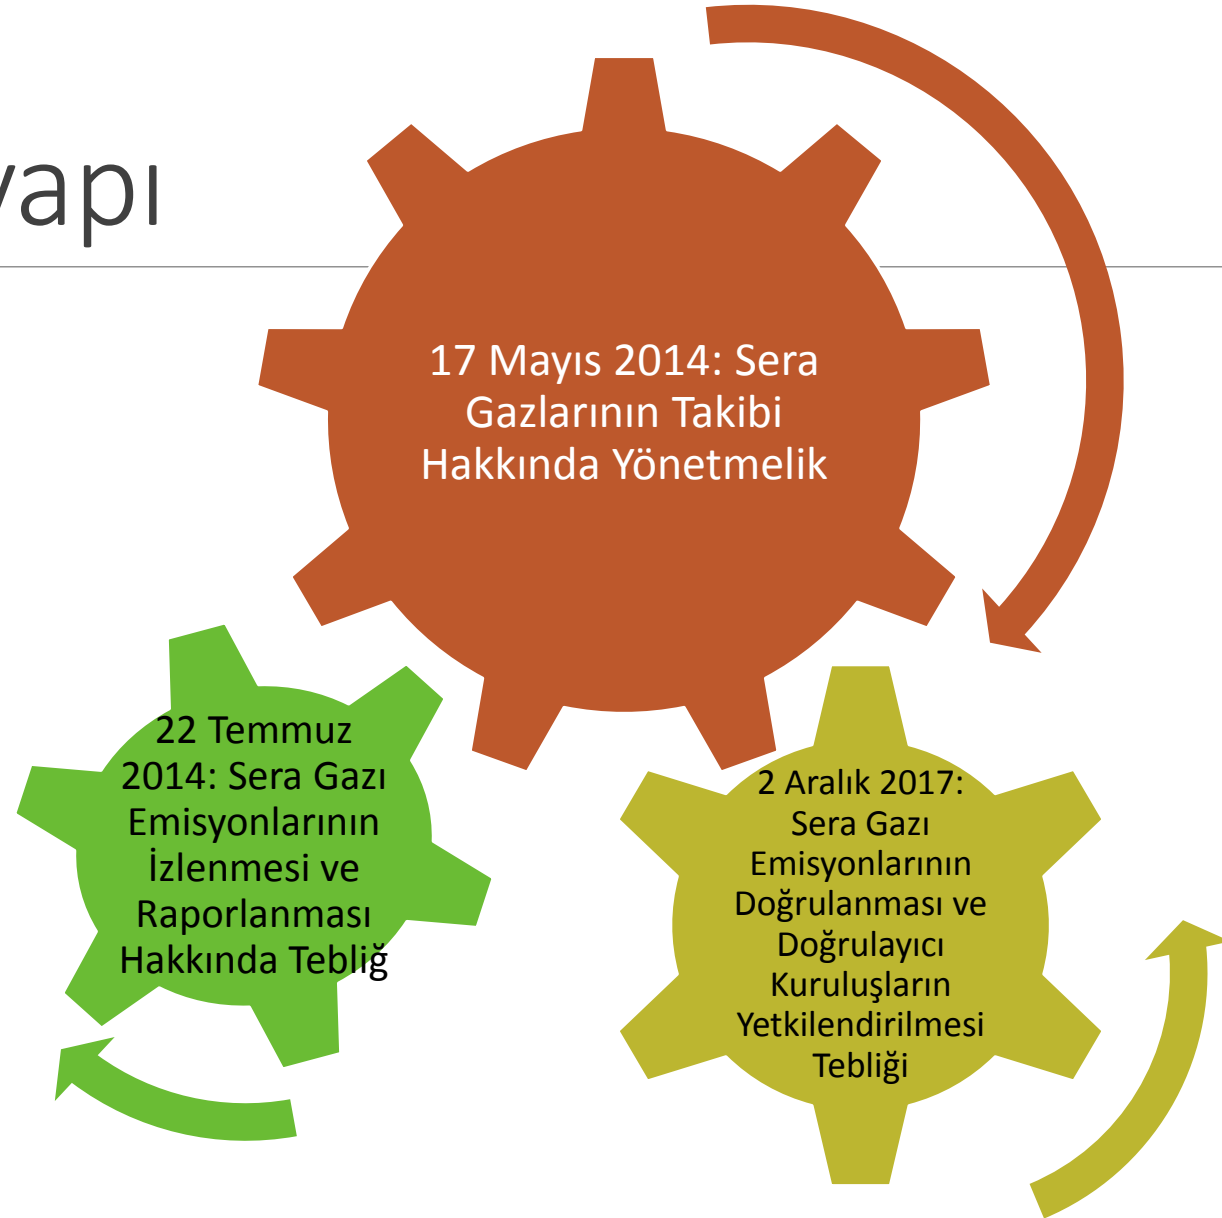 yapı
17 Mayıs 2014: Sera
Gazlarının Takibi
Hakkında Yönetmelik
22 Temmuz
2014: Sera Gazı
Emisyonlarının
İzlenmesi ve
Raporlanması
Hakkında Tebliğ
2 Aralık 2017:
Sera Gazı
Emisyonlarının
Doğrulanması ve
Doğrulayıcı
Kuruluşların
Yetkilendirilmesi
Tebliği